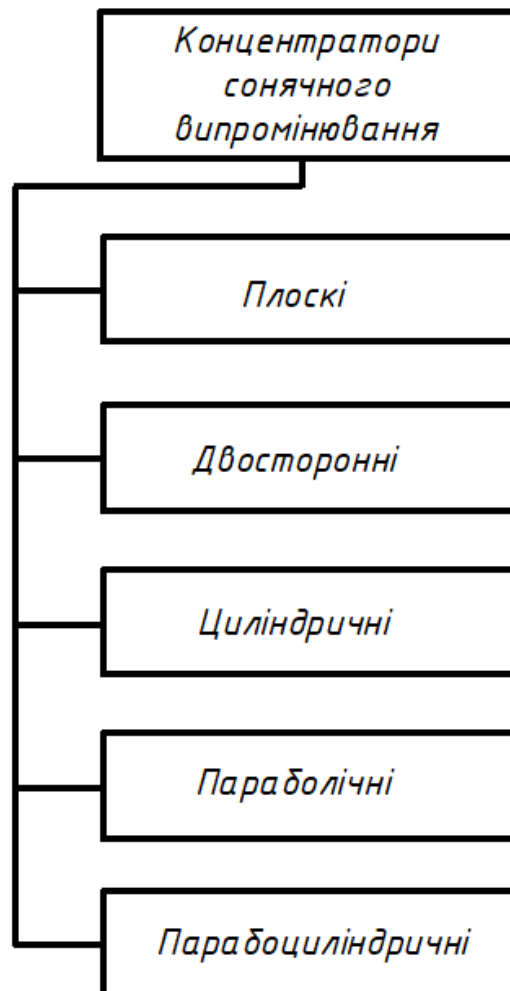 Концентратори
сонячного
випромінювання
Плоскі
Двосторонні
Циліндричні
Параболічні
Парабоциліндричні